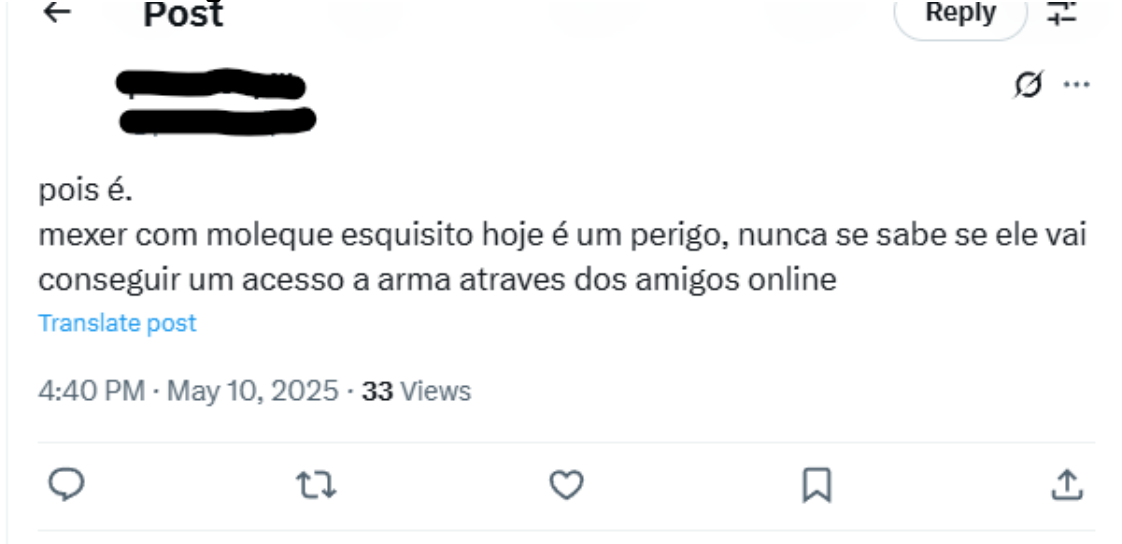 Post
Reply
pois é.
mexer com moleque esquisito hoje é um perigo, nunca se sabe se ele vai
conseguir um acesso a arma atraves dos amigos online
Translate post
4:40 PM · May 10, 2025 · 33 Views